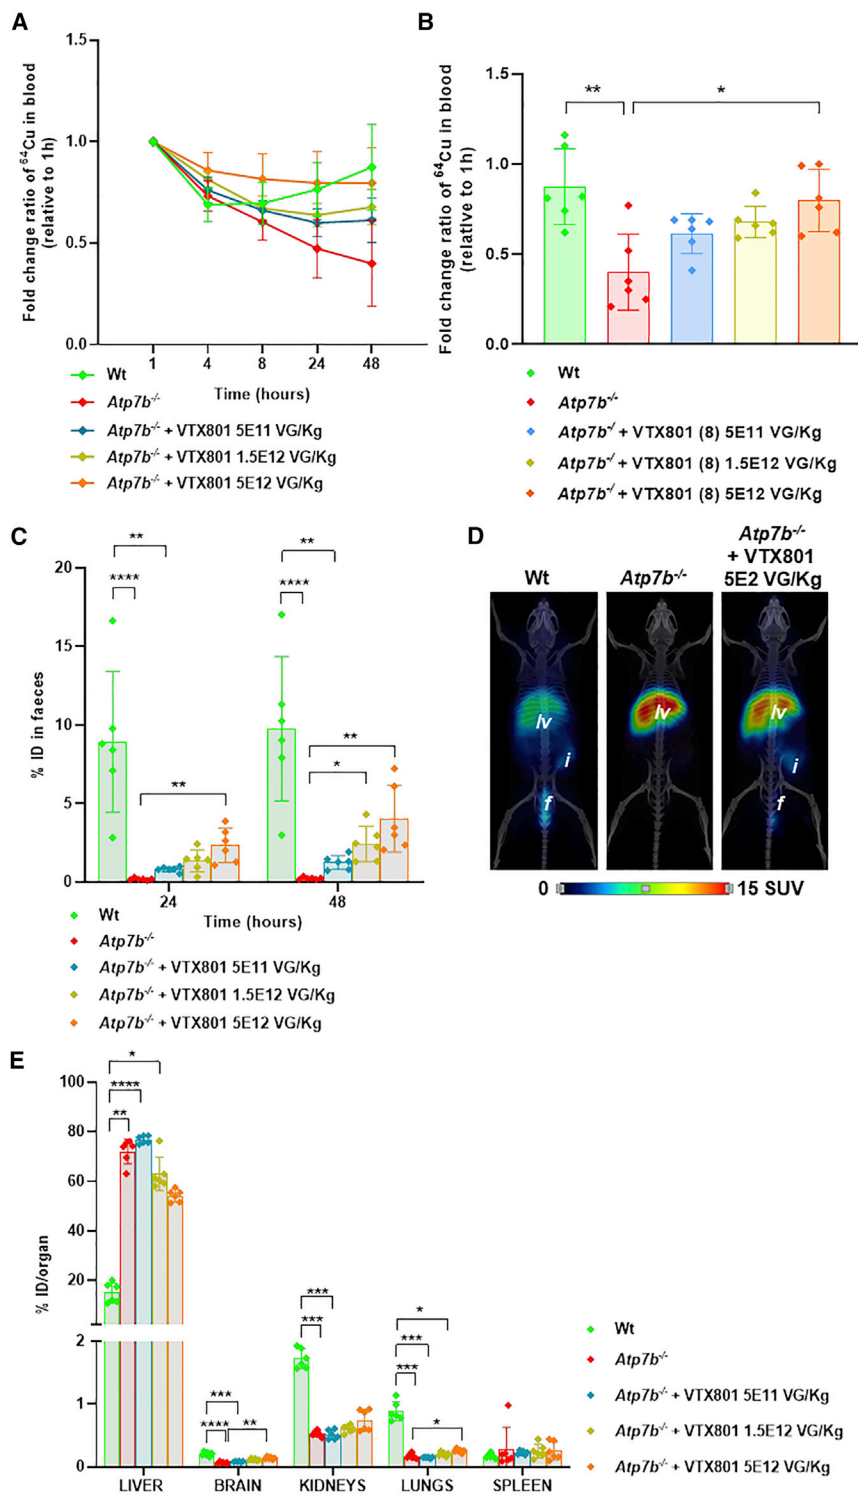 A
Fold change ratio of 64Cu in blood
(relative to 1h)
1.5
1.0
0.5
0.0
1 4 8 24 48
Time (hours)
Wt
Atp7b-/-
Atp7b-/- + VTX801 5E11 VG/Kg
Atp7b-/- + VTX801 1.5E12 VG/Kg
Atp7b-/- + VTX801 5E12 VG/Kg
B
Fold change ratio of 64Cu in blood
(relative to 1h)
1.5
1.0
0.5
0.0
** *
Wt
Atp7b-/-
Atp7b-/ + VTX801 (8) 5E11 VG/Kg
Atp7b-/ + VTX801 (8) 1.5E12 VG/Kg
Atp7b-/ + VTX801 (8) 5E12 VG/Kg
C
% ID in faeces
20
15
10
5
0
**
****
**
**
****
**
*
24 48
Time (hours)
Wt
Atp7b-/-
Atp7b-/- + VTX801 5E11 VG/Kg
Atp7b-/- + VTX801 1.5E12 VG/Kg
Atp7b-/- + VTX801 5E12 VG/Kg
D
Wt
Atp7b-/-
Atp7b-/-
+ VTX801
5E2 VG/Kg
lv lv lv
i i
f f
0 15 SUV
E
% ID/organ
100
80
60
40
20
2
1
0
*
****
**
***
****
**
***
***
*
***
***
*
LIVER BRAIN KIDNEYS LUNGS SPLEEN
Wt
Atp7b-/-
Atp7b-/- + VTX801 5E11 VG/Kg
Atp7b-/- + VTX801 1.5E12 VG/Kg
Atp7b-/- + VTX801 5E12 VG/Kg